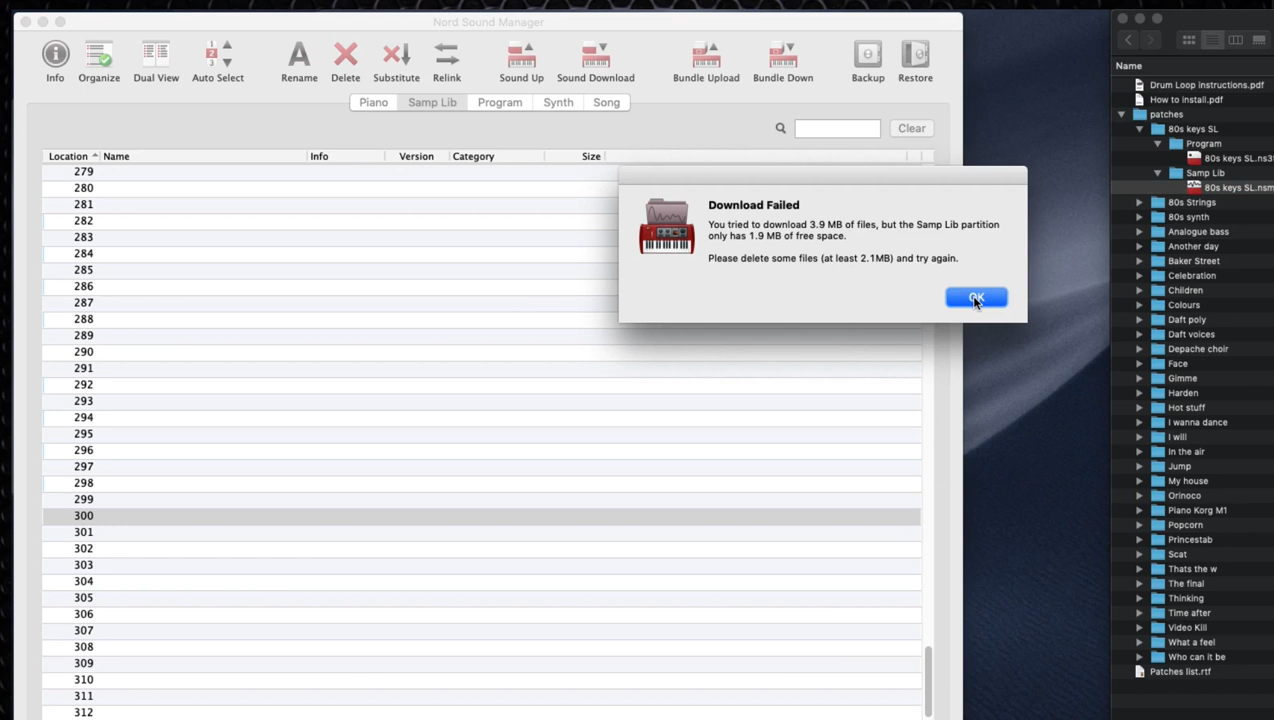 Nord Sound Manager
Info
Organize
Dual View
Auto Select
Rename
Delete
Substitute
Relink
Sound Up
Sound Download
Bundle Upload
Bundle Down
Backup
Restore
Piano
Samp Lib
Program
Synth
Song
Clear
Location
Name
Info
Version
Category
Size
279
280
281
282
283
284
285
286
287
288
289
290
291
292
293
294
295
296
297
298
299
300
301
302
303
304
305
306
307
308
309
310
311
312
Download Failed
You tried to download 3.9 MB of files, but the Samp Lib partition
only has 1.9 MB of free space.
Please delete some files (at least 2.1MB) and try again.
OK
Name
Drum Loop instructions.pdf
How to install.pdf
patches
80s keys SL
Program
80s keys SL.ns3
Samp Lib
80s keys SL.nsm
80s Strings
80s synth
Analogue bass
Another day
Baker Street
Celebration
Children
Colours
Daft poly
Daft voices
Depache choir
Face
Gimme
Harden
Hot stuff
I wanna dance
I will
In the air
Jump
My house
Orinoco
Piano Korg M1
Popcorn
Princestab
Scat
Thats the w
The final
Thinking
Time after
Video Kill
What a feel
Who can it be
Patches list.rtf